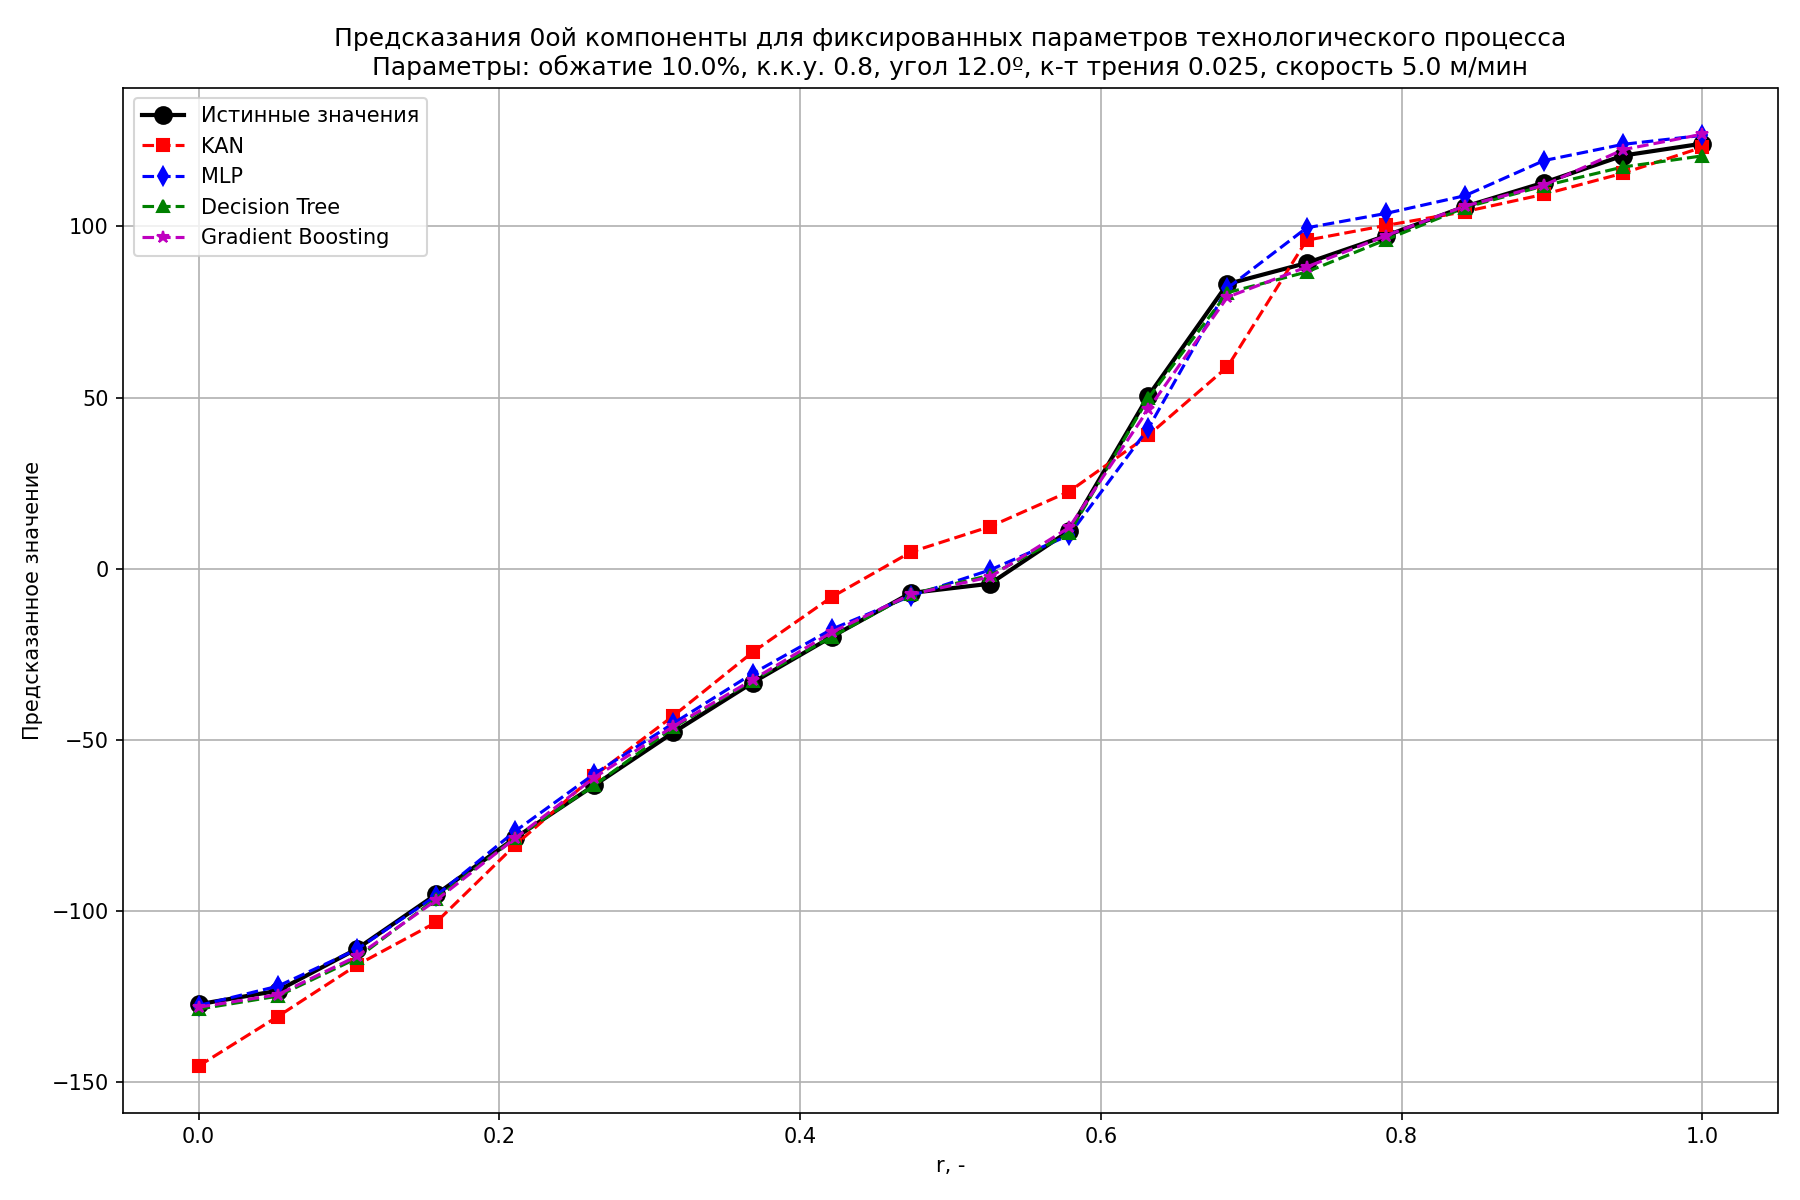 Предсказания 0ой компоненты для фиксированных параметров технологического процесса
Параметры: обжатие 10.0%, к.к.у. 0.8, угол 12.0º, к-т трения 0.025, скорость 5.0 м/мин
Истинные значения
KAN
MLP
Decision Tree
Gradient Boosting
Предсказанное значение
100
50
0
−50
−100
−150
0.0 0.2 0.4 0.6 0.8 1.0
r, -